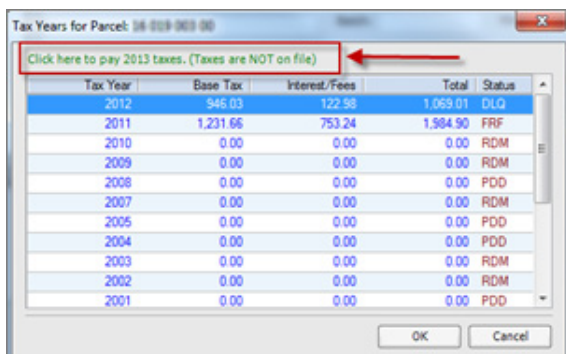 Tax Years for Parcel:
Click here to pay 2013 taxes. (Taxes are NOT on file)
Tax Year Base Tax Interest/Fees Total Status
2012 946.03 122.98 1,069.01 DLQ
2011 1,231.66 753.24 1,984.90 FRF
2010 0.00 0.00 0.00 RDM
2009 0.00 0.00 0.00 RDM
2008 0.00 0.00 0.00 PDD
2007 0.00 0.00 0.00 RDM
2005 0.00 0.00 0.00 PDD
2004 0.00 0.00 0.00 PDD
2003 0.00 0.00 0.00 RDM
2002 0.00 0.00 0.00 RDM
2001 0.00 0.00 0.00 PDD
OK Cancel